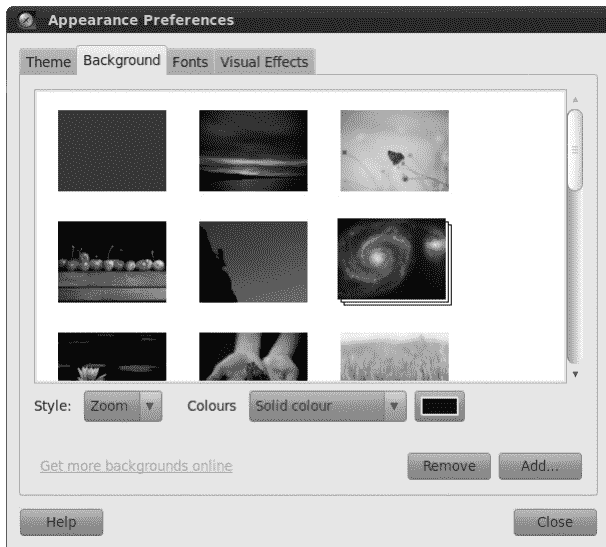 Appearance Preferences
Theme Background Fonts Visual Effects
Style: Zoom Colours Solid colour
Get more backgrounds online Remove Add...
Help Close